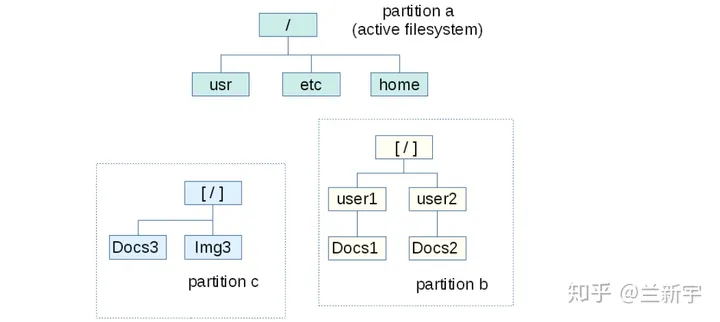 partition a
(active filesystem)
/
usr
etc
home
[ / ]
Docs3
Img3
partition c
[ / ]
user1
user2
Docs1
Docs2
partition b
知乎 @兰新宇